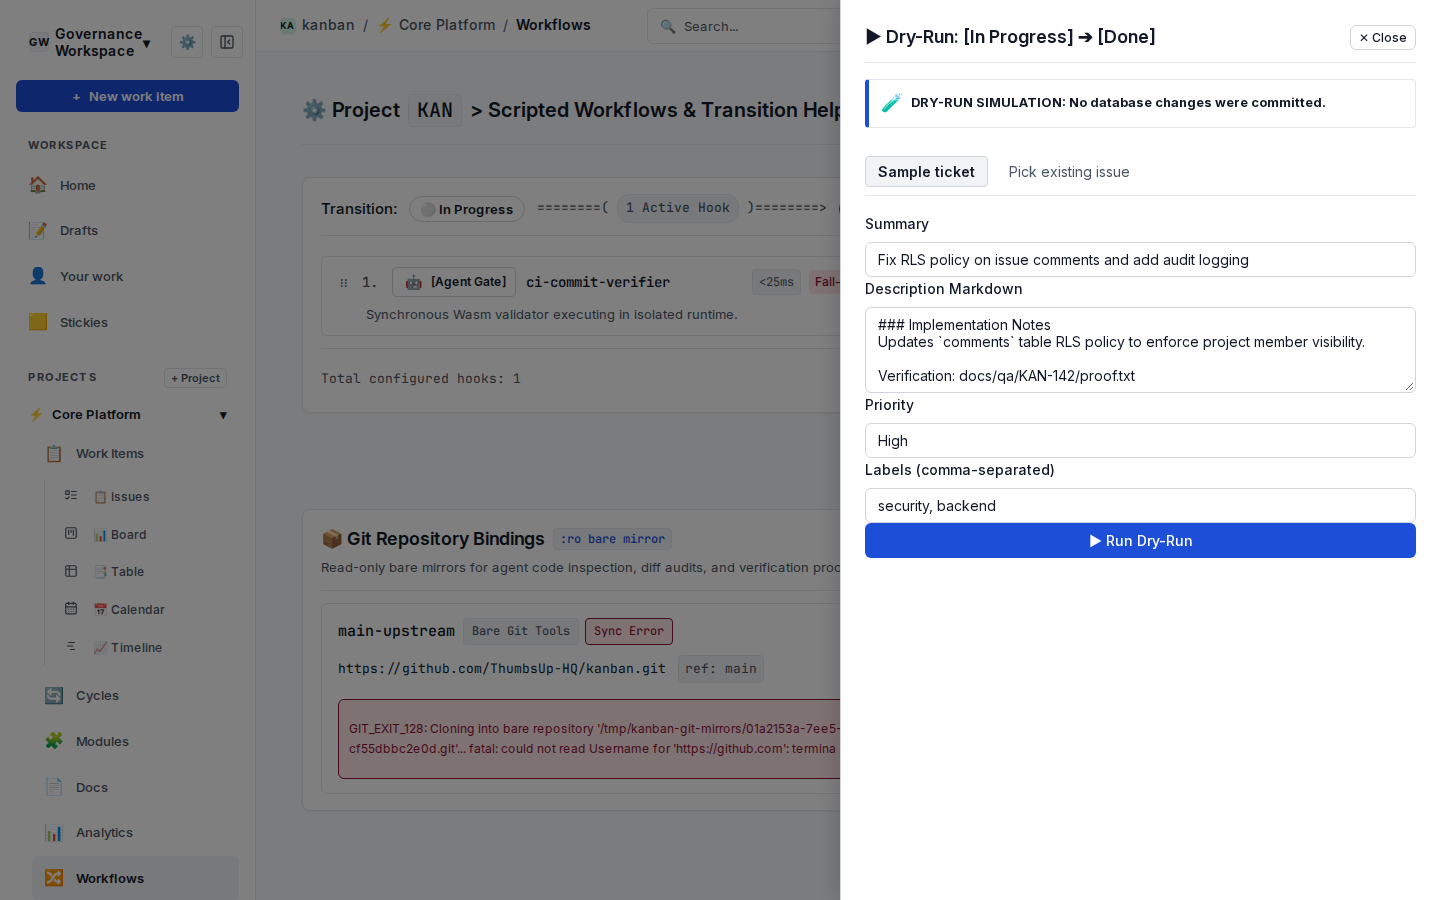 GW Governance Workspace ▾
+ New work item
WORKSPACE
Home
Drafts
Your work
Stickies
PROJECTS + Project
Core Platform ▾
Work Items
Issues
Board
Table
Calendar
Timeline
Cycles
Modules
Docs
Analytics
Workflows
KA kanban / ⚡ Core Platform / Workflows
Search...
Project KAN > Scripted Workflows & Transition Help
Transition: In Progress ========( 1 Active Hook )========>
1. [Agent Gate] ci-commit-verifier <25ms Fail-
Synchronous Wasm validator executing in isolated runtime.
Total configured hooks: 1
Git Repository Bindings :ro bare mirror
Read-only bare mirrors for agent code inspection, diff audits, and verification proc
main-upstream Bare Git Tools Sync Error
https://github.com/ThumbsUp-HQ/kanban.git ref: main
GIT_EXIT_128: Cloning into bare repository '/tmp/kanban-git-mirrors/01a2153a-7ee5-
cf55dbbc2e0d.git'... fatal: could not read Username for 'https://github.com': termina
▶ Dry-Run: [In Progress] ➔ [Done]
✕ Close
DRY-RUN SIMULATION: No database changes were committed.
Sample ticket Pick existing issue
Summary
Fix RLS policy on issue comments and add audit logging
Description Markdown
### Implementation Notes
Updates `comments` table RLS policy to enforce project member visibility.
Verification: docs/qa/KAN-142/proof.txt
Priority
High
Labels (comma-separated)
security, backend
▶ Run Dry-Run